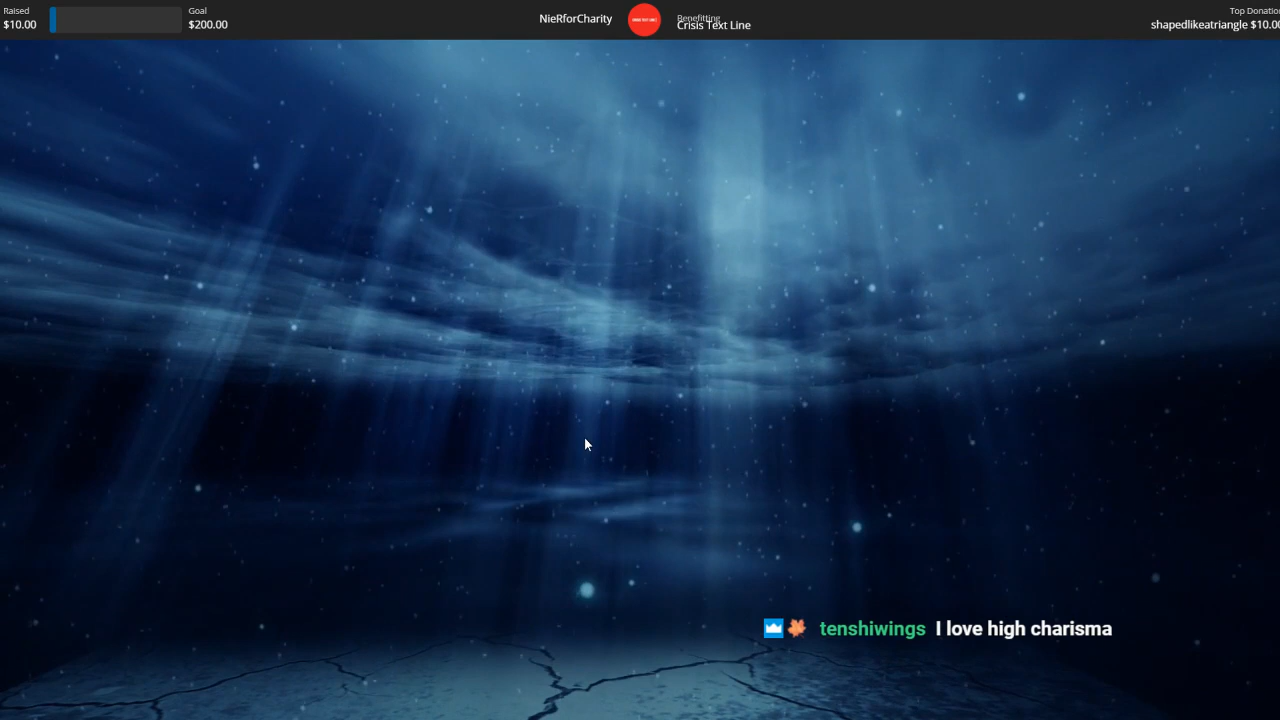 Raised
$10.00
Goal
$200.00
NieRforCharity
Benefitting
Crisis Text Line
Top Donation
shapedlikeatriangle $10.00
tenshiwings I love high charisma